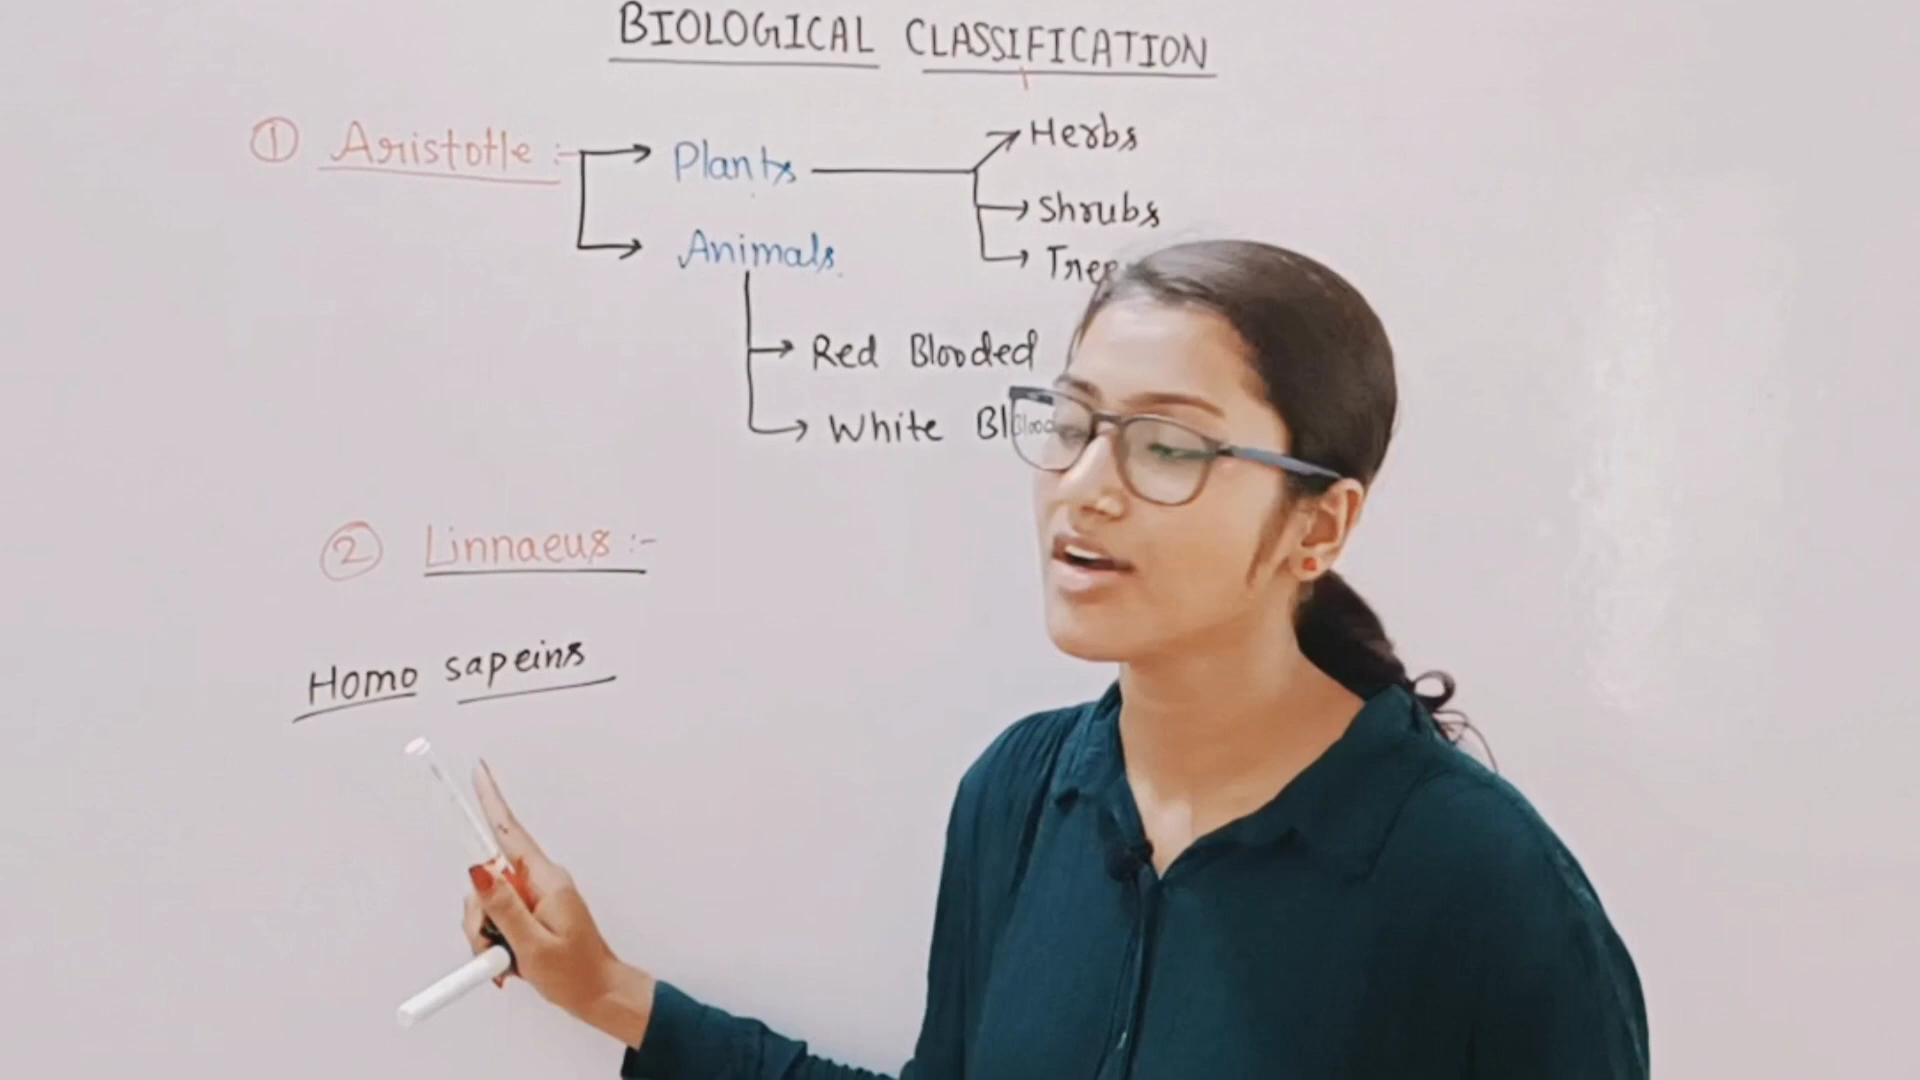 BIOLOGICAL CLASSIFICATION
① Aristotle :-
Plants
Herbs
Shrubs
Animals
Red Blooded
White
② Linnaeus :-
Homo sapeins